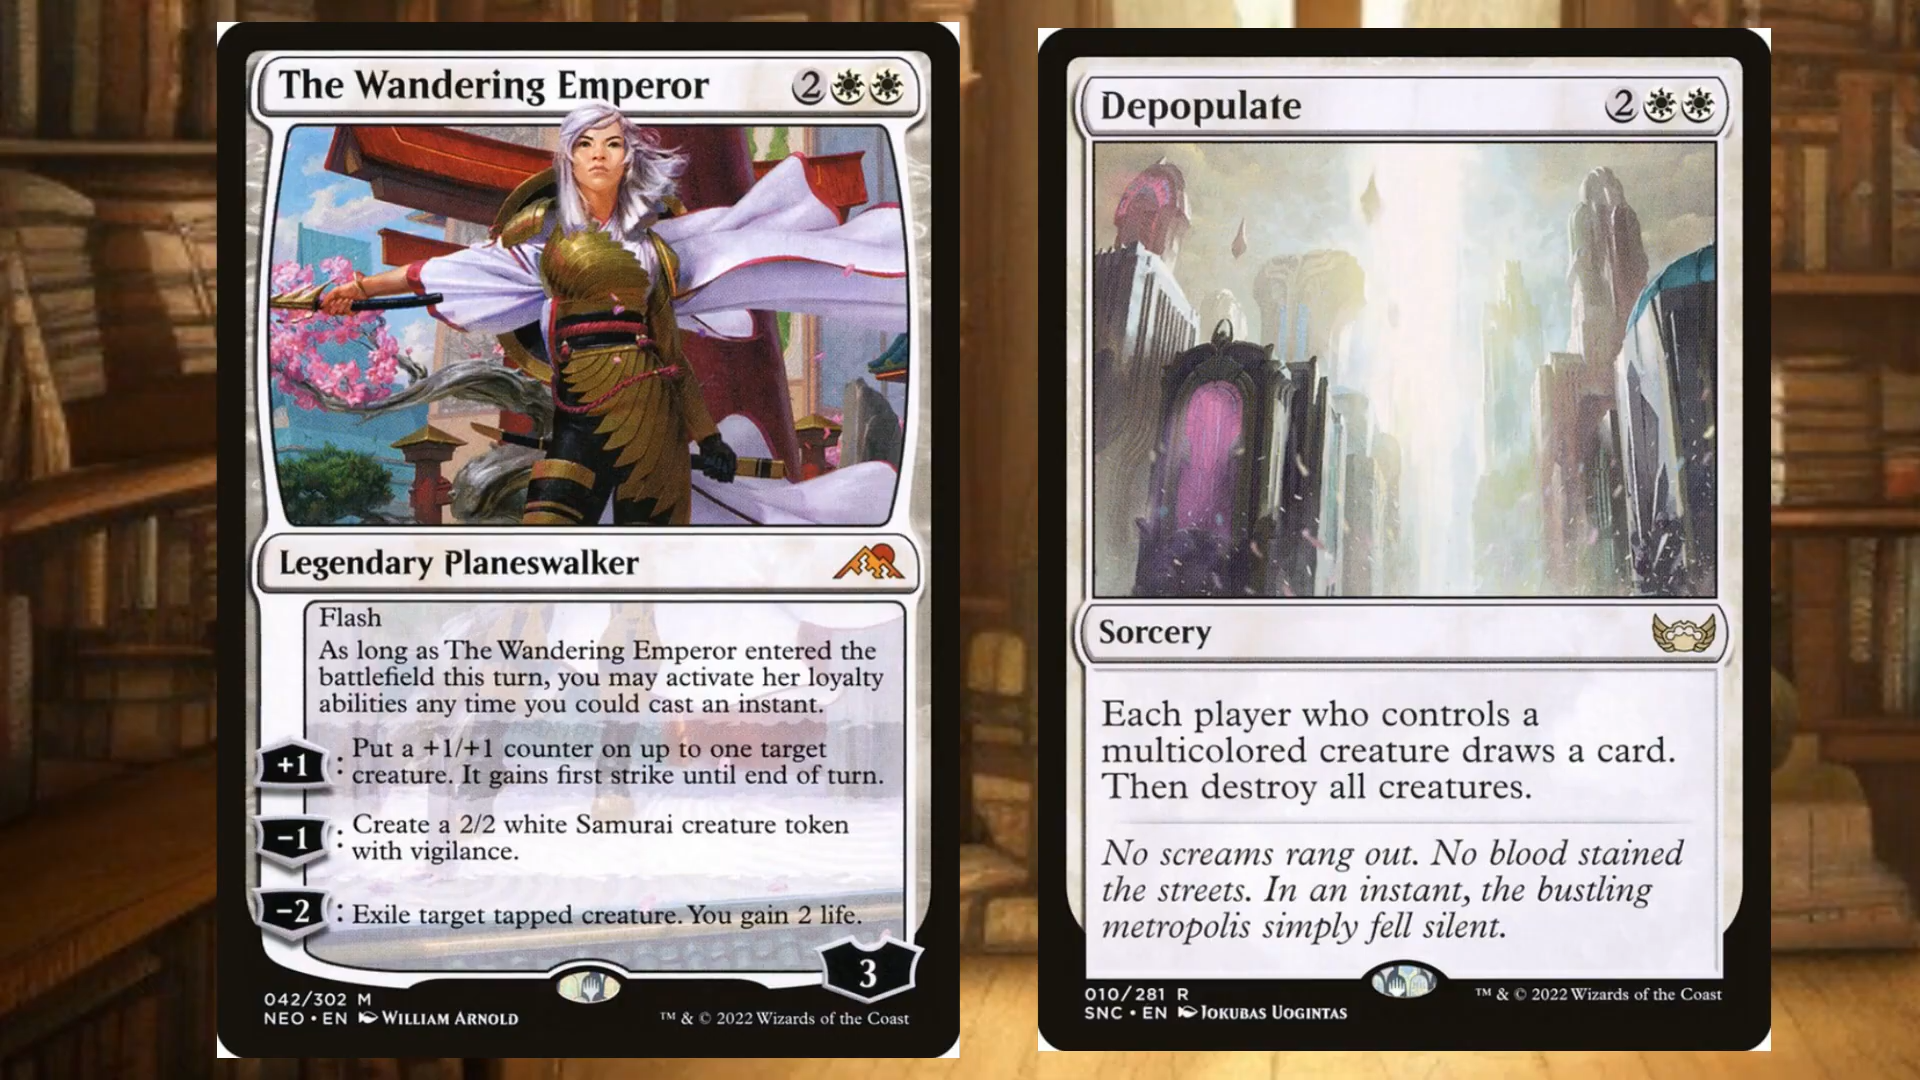 The Wandering Emperor 2
Legendary Planeswalker
Flash
As long as The Wandering Emperor entered the
battlefield this turn, you may activate her loyalty
abilities any time you could cast an instant.
+1 : Put a +1/+1 counter on up to one target
creature. It gains first strike until end of turn.
−1 : Create a 2/2 white Samurai creature token
with vigilance.
−2 : Exile target tapped creature. You gain 2 life.
3
042/302 M
NEO • EN WILLIAM ARNOLD
™ & © 2022 Wizards of the Coast
Depopulate 2
Sorcery
Each player who controls a
multicolored creature draws a card.
Then destroy all creatures.
No screams rang out. No blood stained
the streets. In an instant, the bustling
metropolis simply fell silent.
010/281 R
SNC • EN JOKUBAS UOGINTAS
™ & © 2022 Wizards of the Coast